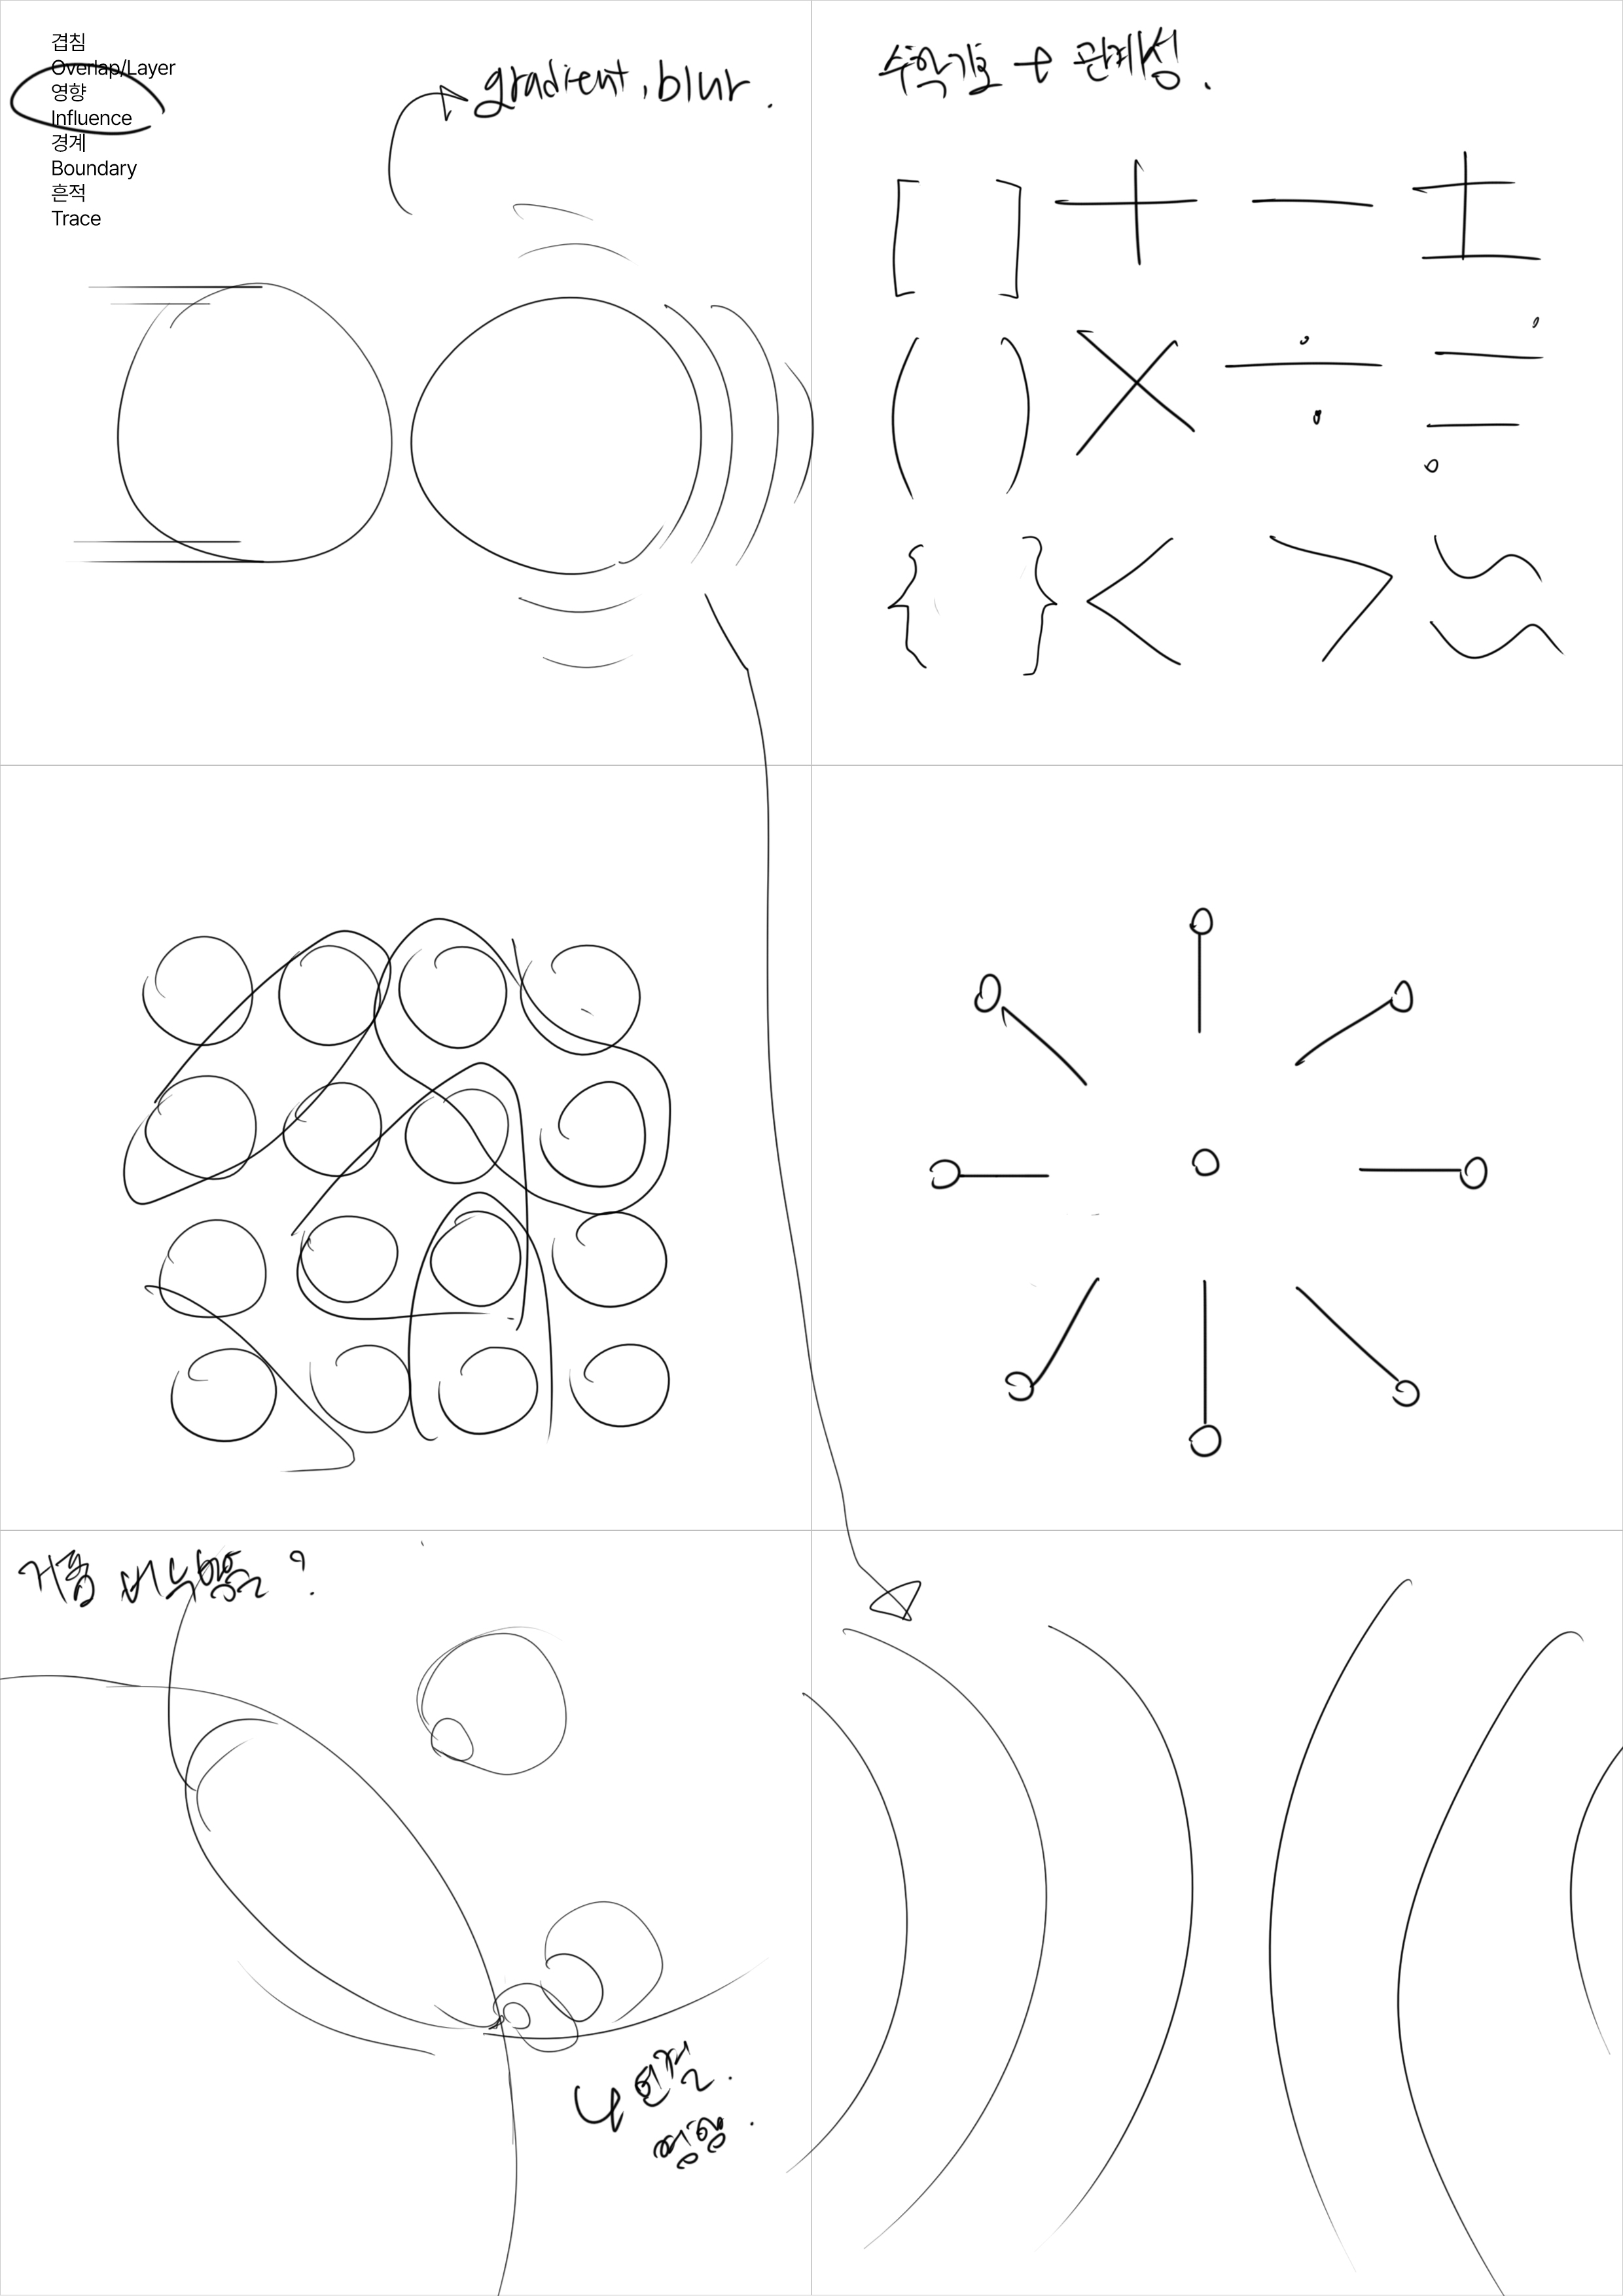 겹침
Overlap/Layer
영향
Influence
경계
Boundary
흔적
Trace
gradient, blur.
수학기호 + 관계성.
[ ] + − ±
( ) × ÷
{ } < >
?